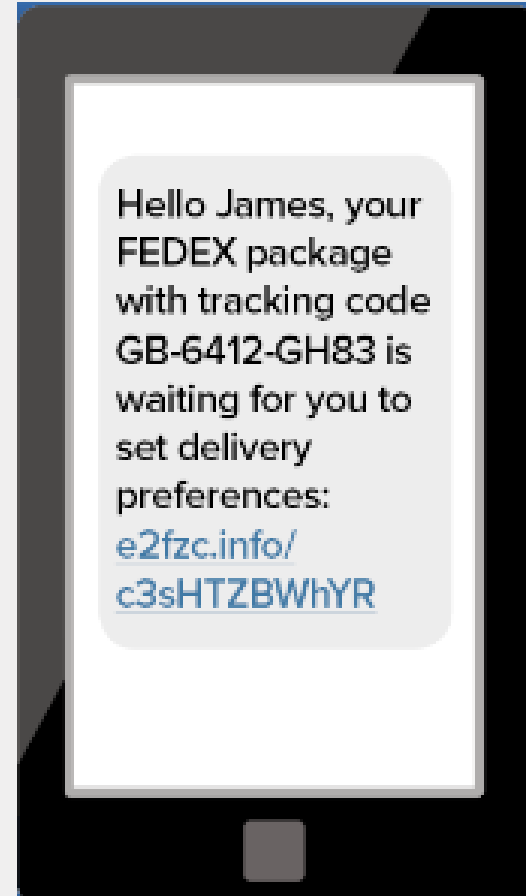 Hello James, your
FEDEX package
with tracking code
GB-6412-GH83 is
waiting for you to
set delivery
preferences:
e2fzc.info/
c3sHTZBWhYR